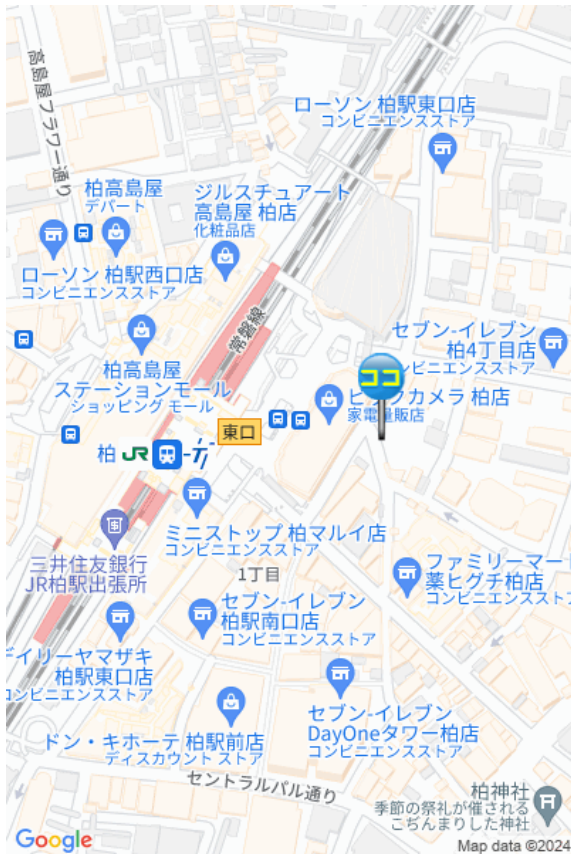 高島屋フラワー通り
ローソン 柏駅東口店
コンビニエンスストア
柏高島屋
デパート
ジルスチュアート
高島屋 柏店
化粧品店
ローソン 柏駅西口店
コンビニエンスストア
常磐線
セブン-イレブン
柏4丁目店
ンビニエンスストア
柏高島屋
ステーションモール
ショッピング モール
ココ
カメラ 柏店
家電量販店
東口
柏 JR
ミニストップ 柏マルイ店
コンビニエンスストア
三井住友銀行
JR柏駅出張所
1丁目
ファミリーマート
薬ヒグチ柏店
コンビニエンススト
セブン-イレブン
柏駅南口店
コンビニエンスストア
デイリーヤマザキ
柏駅東口店
コンビニエンスストア
セブン-イレブン
DayOneタワー柏店
コンビニエンスストア
ドン・キホーテ 柏駅前店
ディスカウント ストア
セントラルパル通り
柏神社
季節の祭礼が催される
こぢんまりした神社
Google
Map data ©2024